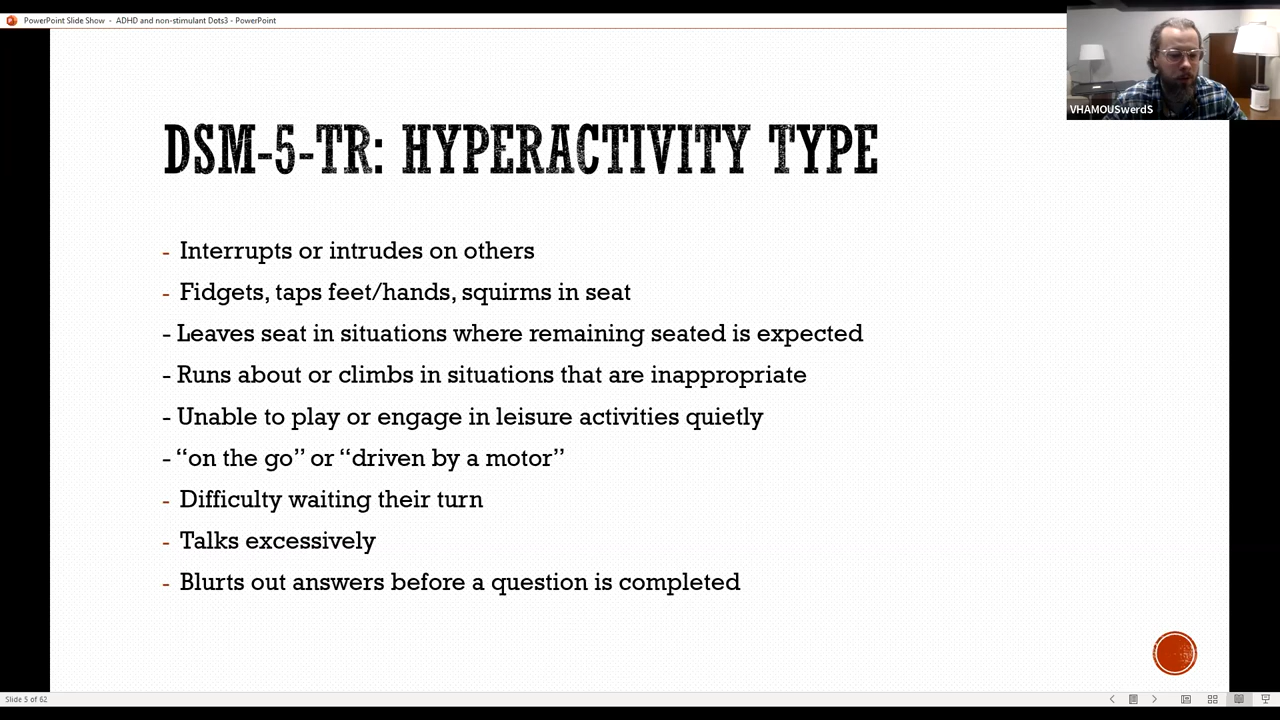 PowerPoint Slide Show - ADHD and non-stimulant Dots3 - PowerPoint
VHAMOUSwerdS
DSM-5-TR: HYPERACTIVITY TYPE
- Interrupts or intrudes on others
- Fidgets, taps feet/hands, squirms in seat
- Leaves seat in situations where remaining seated is expected
- Runs about or climbs in situations that are inappropriate
- Unable to play or engage in leisure activities quietly
- “on the go” or “driven by a motor”
- Difficulty waiting their turn
- Talks excessively
- Blurts out answers before a question is completed
Slide 5 of 62